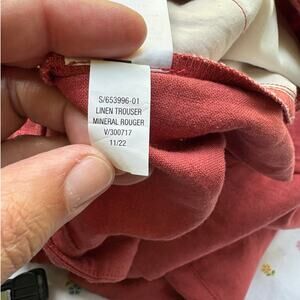 S/653996-01
LINEN TROUSER
MINERAL ROUGER
V/300717
11/22